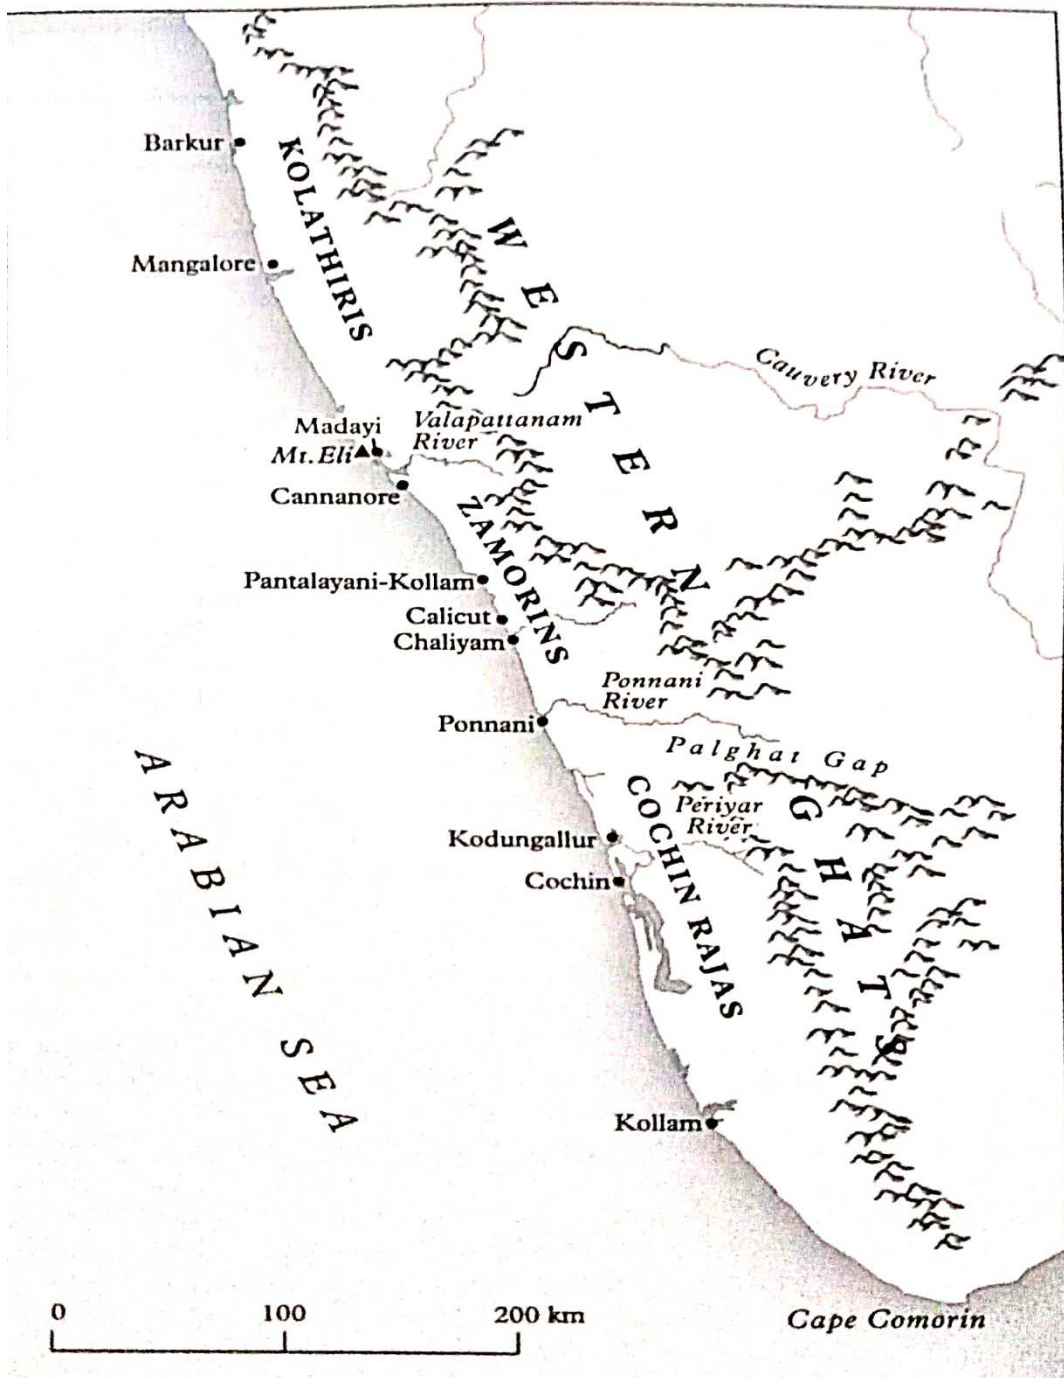 Barkur
KOLATHIRIS
WESTERN
Mangalore
Cauvery River
Madayi
Valapattanam
River
Mt. Eli
Cannanore
ZAMORINS
Pantalayani-Kollam
Calicut
Chaliyam
Ponnani
River
Ponnani
Palghat Gap
ARABIAN SEA
COCHIN RAJAS
Periyar
River
GHATS
Kodungallur
Cochin
Kollam
0 100 200 km
Cape Comorin